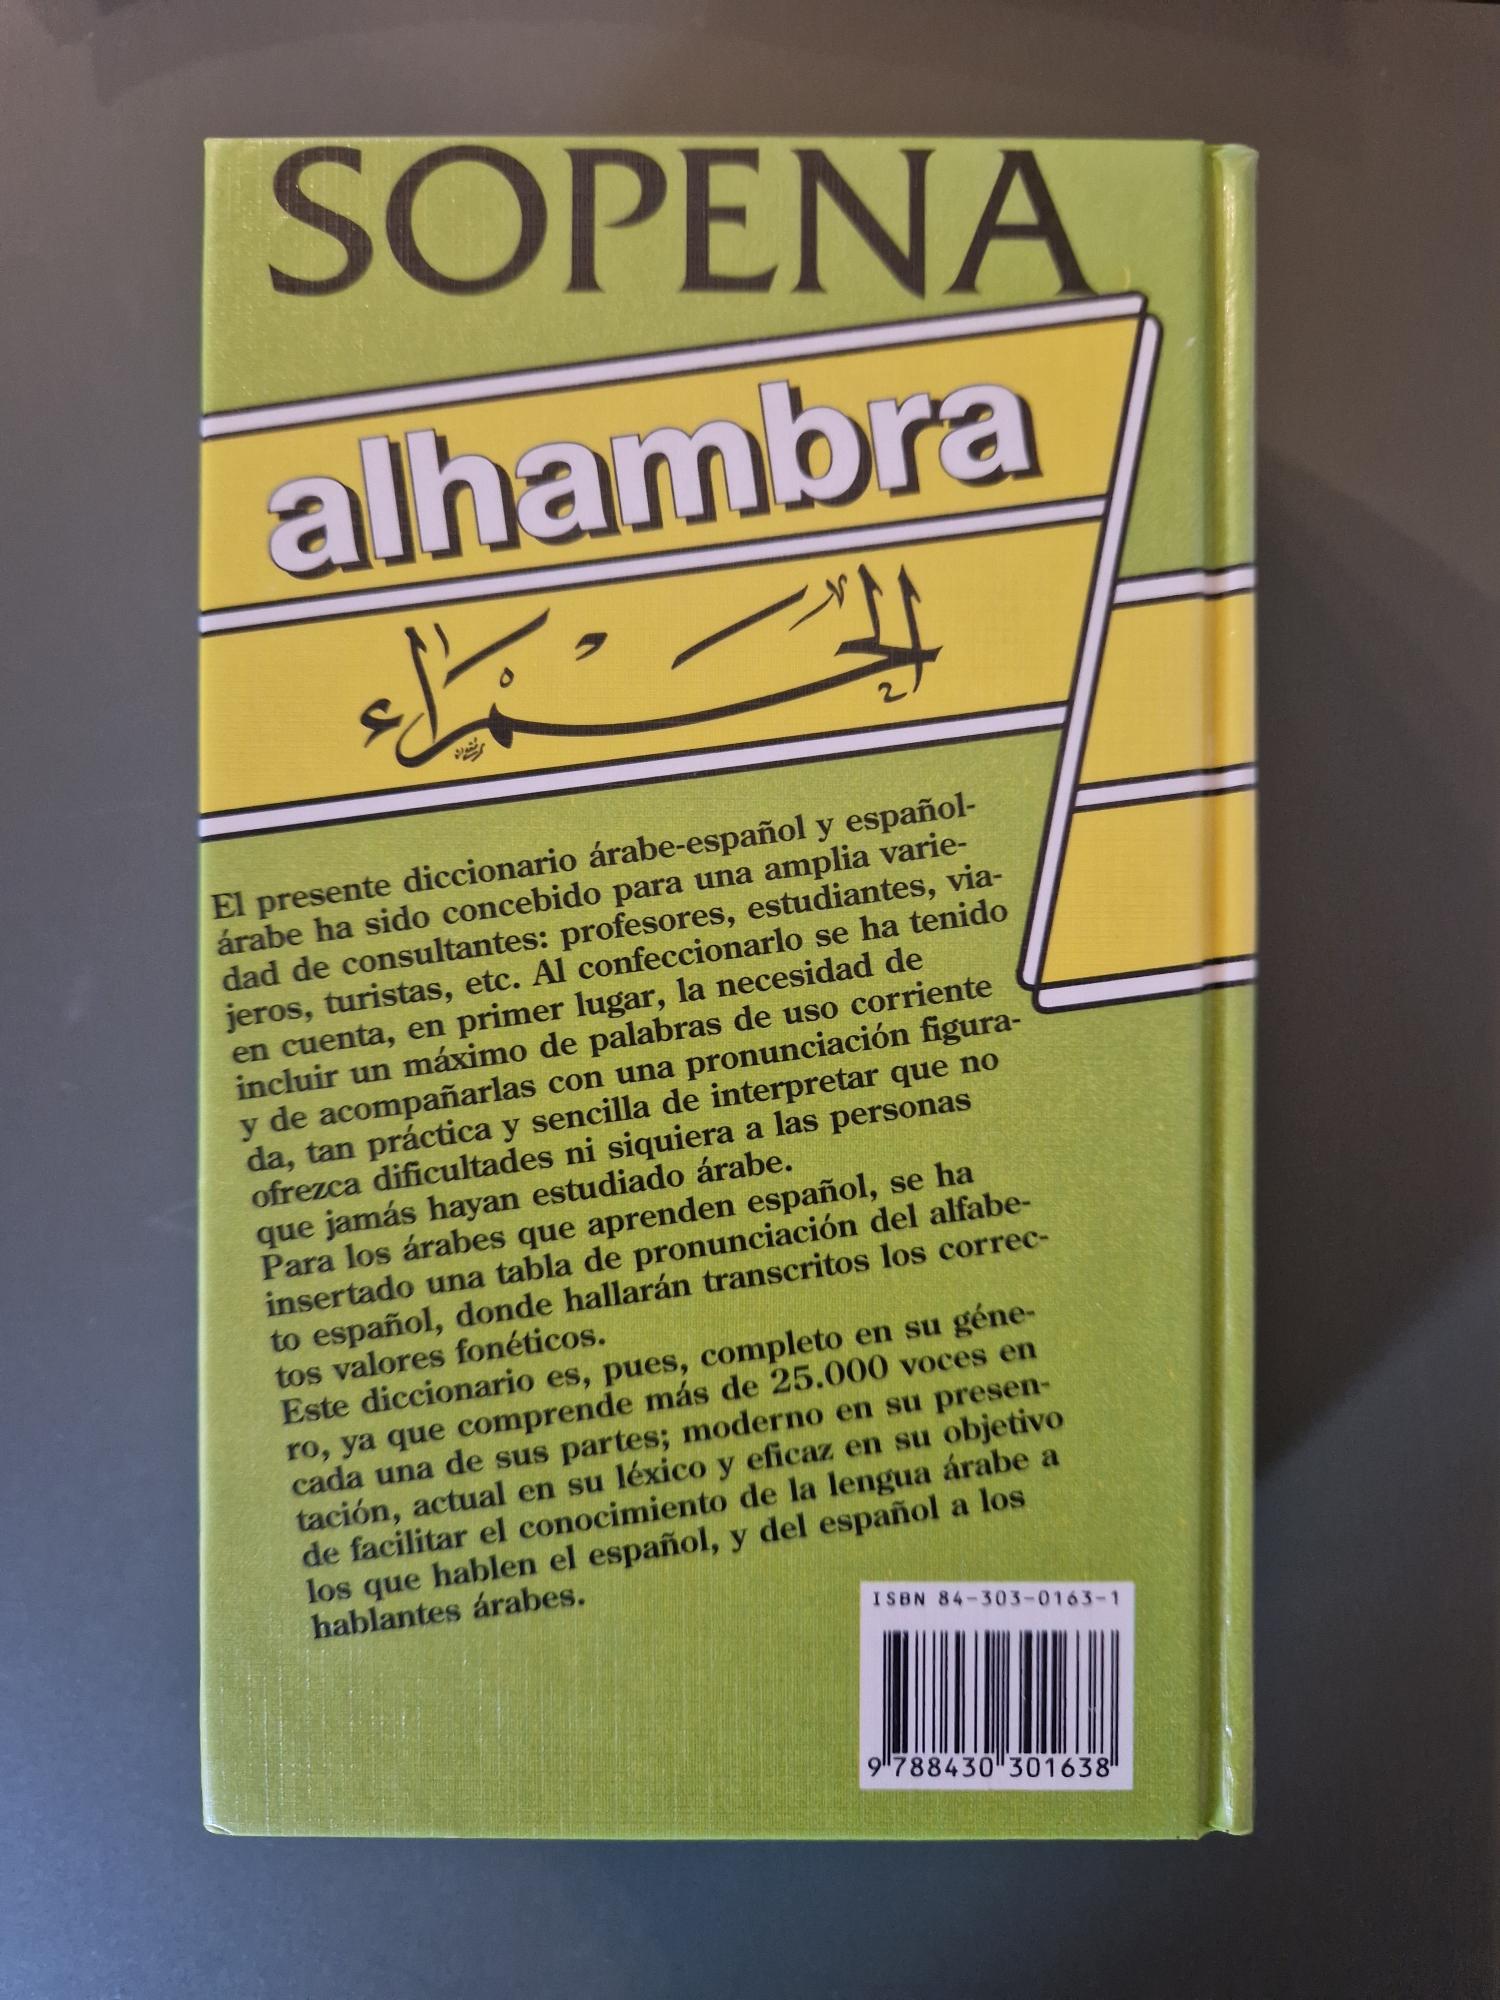 SOPENA
alhambra
الحمراء
El presente diccionario árabe-español y español-
árabe ha sido concebido para una amplia varie-
dad de consultantes: profesores, estudiantes, via-
jeros, turistas, etc. Al confeccionarlo se ha tenido
en cuenta, en primer lugar, la necesidad de
incluir un máximo de palabras de uso corriente
y de acompañarlas con una pronunciación figura-
da, tan práctica y sencilla de interpretar que no
ofrezca dificultades ni siquiera a las personas
que jamás hayan estudiado árabe.
Para los árabes que aprenden español, se ha
insertado una tabla de pronunciación del alfabe-
to español, donde hallarán transcritos los correc-
tos valores fonéticos.
Este diccionario es, pues, completo en su géne-
ro, ya que comprende más de 25.000 voces en
cada una de sus partes; moderno en su presen-
tación, actual en su léxico y eficaz en su objetivo
de facilitar el conocimiento de la lengua árabe a
los que hablen el español, y del español a los
hablantes árabes.
ISBN 84-303-0163-1
9 788430 301638